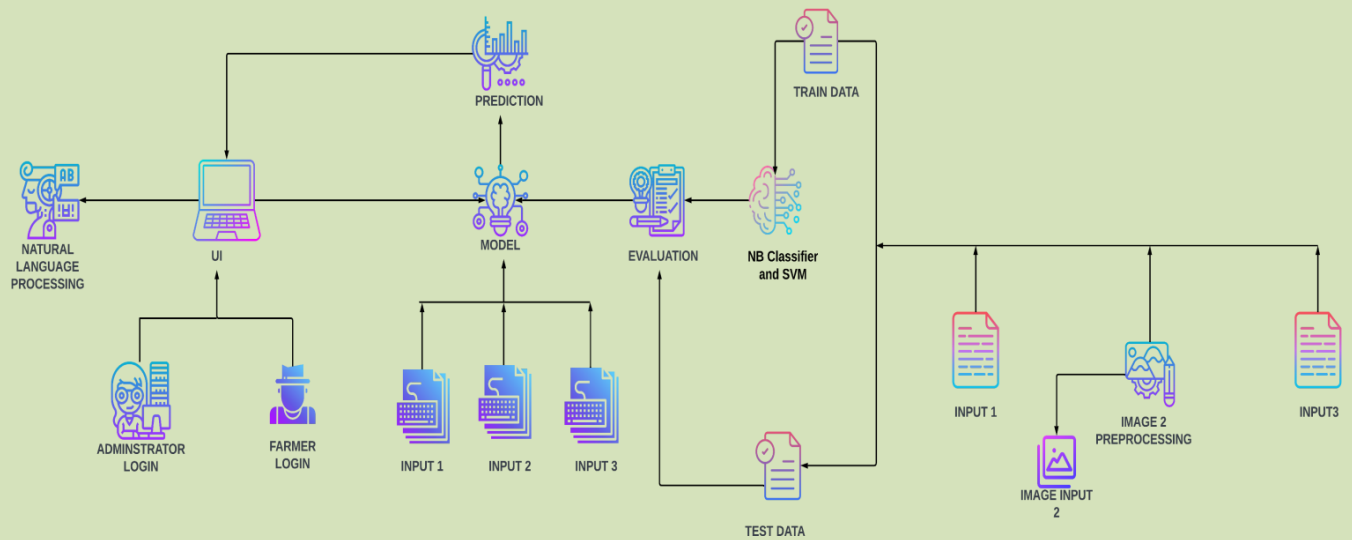 PREDICTION
TRAIN DATA
NATURAL
LANGUAGE
PROCESSING
AB
UI
MODEL
EVALUATION
NB Classifier
and SVM
ADMINSTRATOR
LOGIN
FARMER
LOGIN
INPUT 1
INPUT 2
INPUT 3
TEST DATA
INPUT 1
IMAGE 2
PREPROCESSING
INPUT3
IMAGE INPUT
2